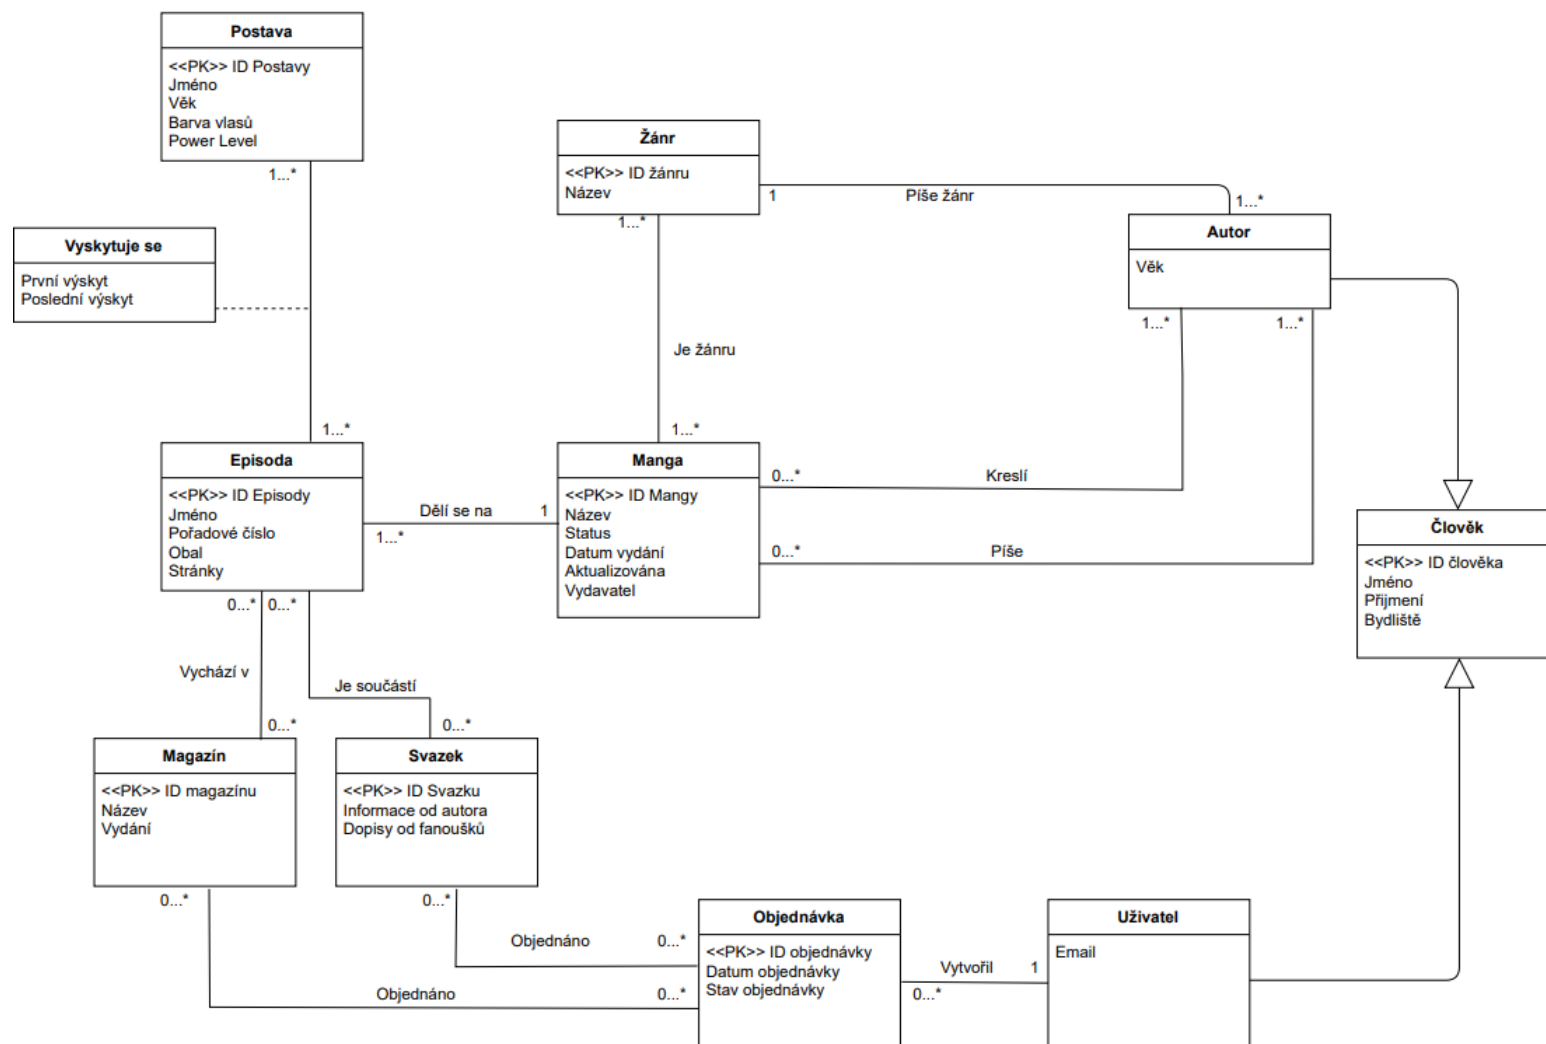 Postava
<<PK>> ID Postavy
Jméno
Věk
Barva vlasů
Power Level
1...*
Vyskytuje se
První výskyt
Poslední výskyt
1...*
Žánr
<<PK>> ID žánru
Název
1
Píše žánr
1...*
1...*
Autor
Věk
1...*
1...*
Je žánru
1...*
Episoda
<<PK>> ID Episody
Jméno
Pořadové číslo
Obal
Stránky
Dělí se na
1
1...*
Manga
<<PK>> ID Mangy
Název
Status
Datum vydání
Aktualizována
Vydavatel
0...*
Kreslí
0...*
Píše
Člověk
<<PK>> ID člověka
Jméno
Přijmení
Bydliště
0...*
0...*
Vychází v
Je součástí
0...*
0...*
Magazín
<<PK>> ID magazínu
Název
Vydání
0...*
Svazek
<<PK>> ID Svazku
Informace od autora
Dopisy od fanoušků
0...*
Objednáno
0...*
Objednáno
0...*
Objednávka
<<PK>> ID objednávky
Datum objednávky
Stav objednávky
Vytvořil
1
0...*
Uživatel
Email